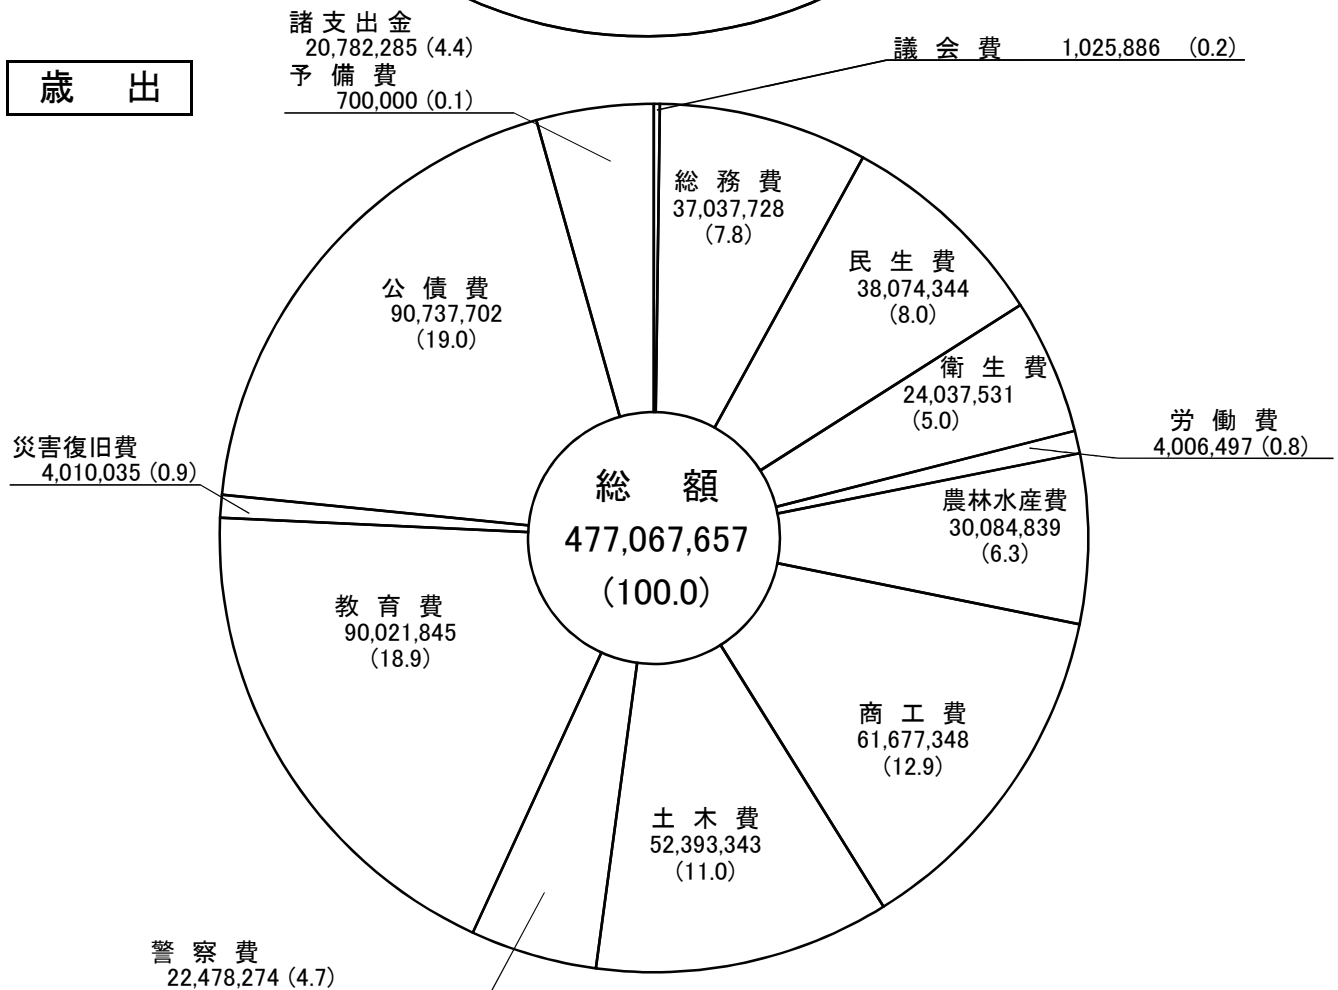 歳　出
諸支出金
20,782,285（4.4）
予備費
700,000（0.1）
議会費　1,025,886　（0.2）
総務費
37,037,728
（7.8）
民生費
38,074,344
（8.0）
衛生費
24,037,531
（5.0）
労働費
4,006,497（0.8）
農林水産費
30,084,839
（6.3）
商工費
61,677,348
（12.9）
土木費
52,393,343
（11.0）
警察費
22,478,274（4.7）
教育費
90,021,845
（18.9）
災害復旧費
4,010,035（0.9）
公債費
90,737,702
（19.0）
総　額
477,067,657
（100.0）